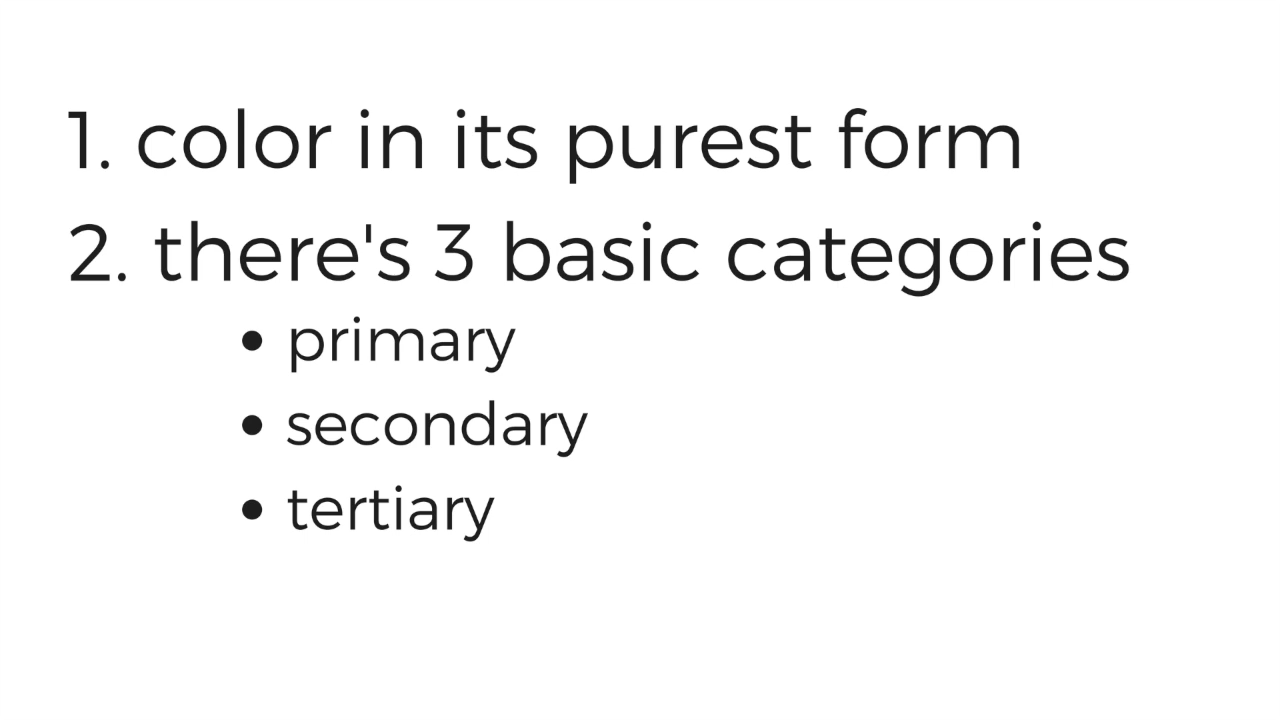 1. color in its purest form
2. there's 3 basic categories
• primary
• secondary
• tertiary